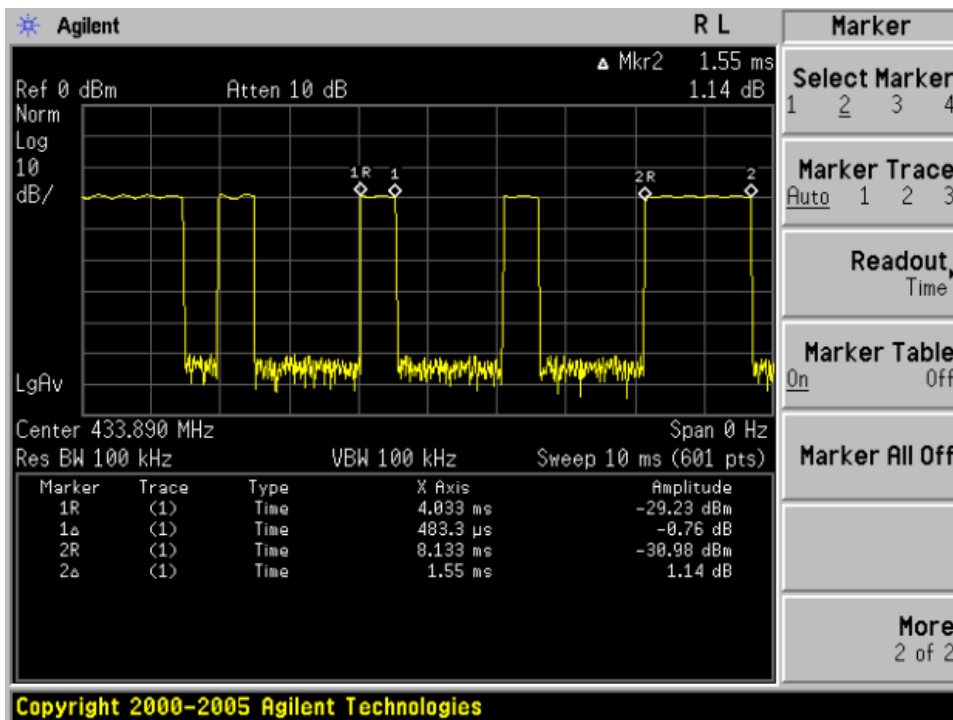 Agilent R L Marker
Δ Mkr2 1.55 ms
Ref 0 dBm Atten 10 dB 1.14 dB
Norm
Log
10
dB/
1R 1 2R 2
LgAv
Center 433.890 MHz Span 0 Hz
Res BW 100 kHz VBW 100 kHz Sweep 10 ms (601 pts)
Marker Trace Type X Axis Amplitude
1R (1) Time 4.033 ms -29.23 dBm
1Δ (1) Time 483.3 µs -0.76 dB
2R (1) Time 8.133 ms -30.98 dBm
2Δ (1) Time 1.55 ms 1.14 dB
Select Marker
1 2 3 4
Marker Trace
Auto 1 2 3
Readout
Time
Marker Table
On Off
Marker All Off
More
2 of 2
Copyright 2000-2005 Agilent Technologies